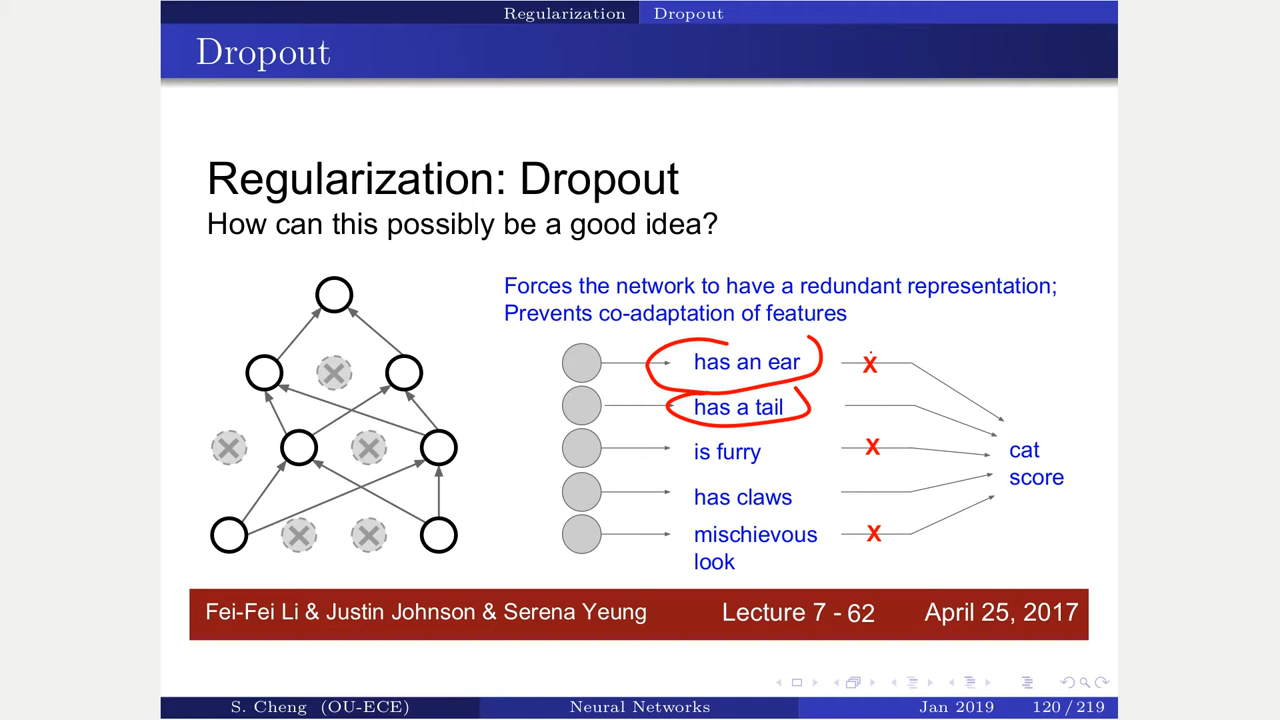 Regularization Dropout
Dropout
Regularization: Dropout
How can this possibly be a good idea?
Forces the network to have a redundant representation;
Prevents co-adaptation of features
has an ear X
has a tail
is furry X
has claws
mischievous X
look
cat
score
Fei-Fei Li & Justin Johnson & Serena Yeung Lecture 7 - 62 April 25, 2017
S. Cheng (OU-ECE) Neural Networks Jan 2019 120 / 219